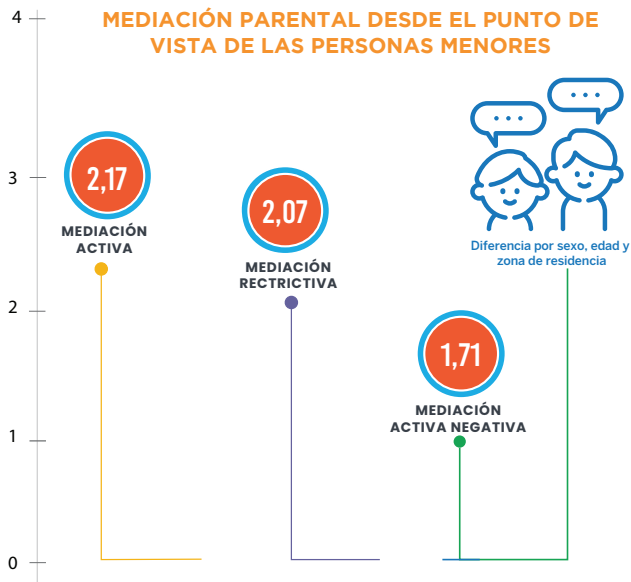 MEDIACIÓN PARENTAL DESDE EL PUNTO DE
VISTA DE LAS PERSONAS MENORES
4
3
2
1
0
2,17
MEDIACIÓN
ACTIVA
2,07
MEDIACIÓN
RECTRICTIVA
1,71
MEDIACIÓN
ACTIVA NEGATIVA
Diferencia por sexo, edad y
zona de residencia